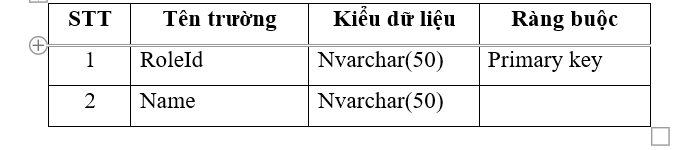 STT Tên trường Kiểu dữ liệu Ràng buộc
1 RoleId Nvarchar(50) Primary key
2 Name Nvarchar(50)